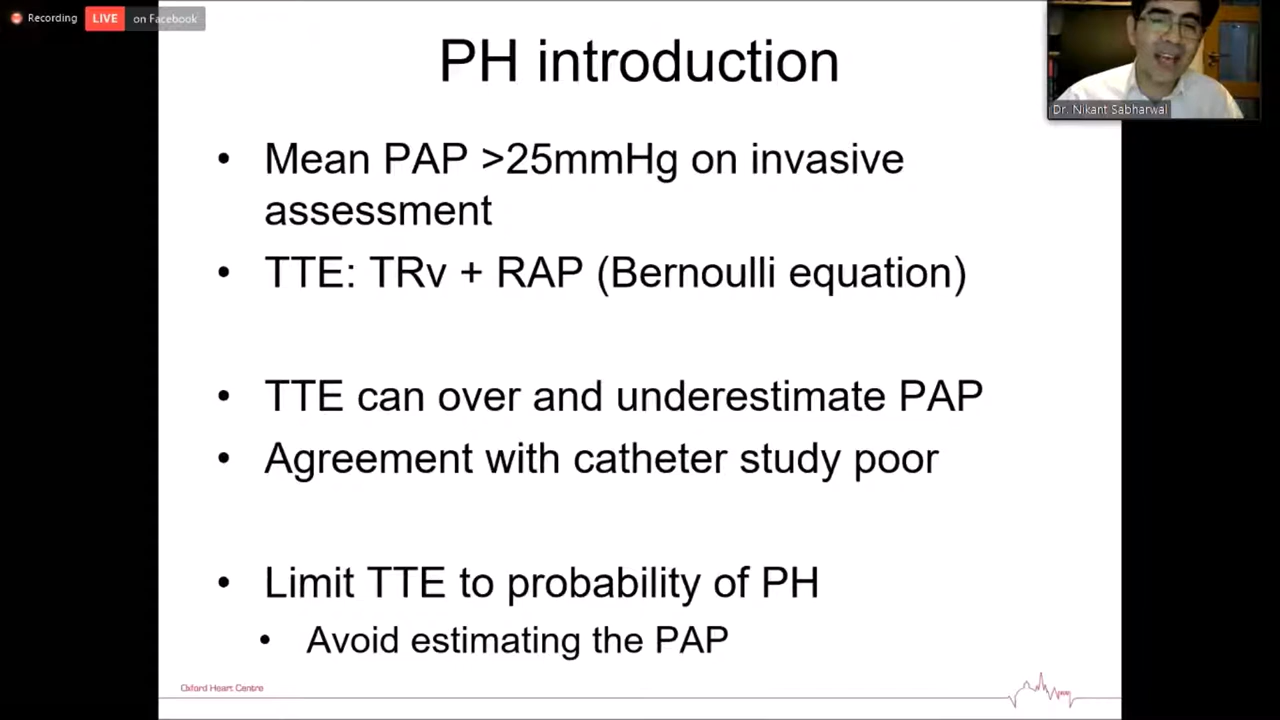 Recording
LIVE on Facebook
Dr. Nikant Sabharwal
PH introduction
• Mean PAP >25mmHg on invasive
assessment
• TTE: TRv + RAP (Bernoulli equation)
• TTE can over and underestimate PAP
• Agreement with catheter study poor
• Limit TTE to probability of PH
• Avoid estimating the PAP
Oxford Heart Centre